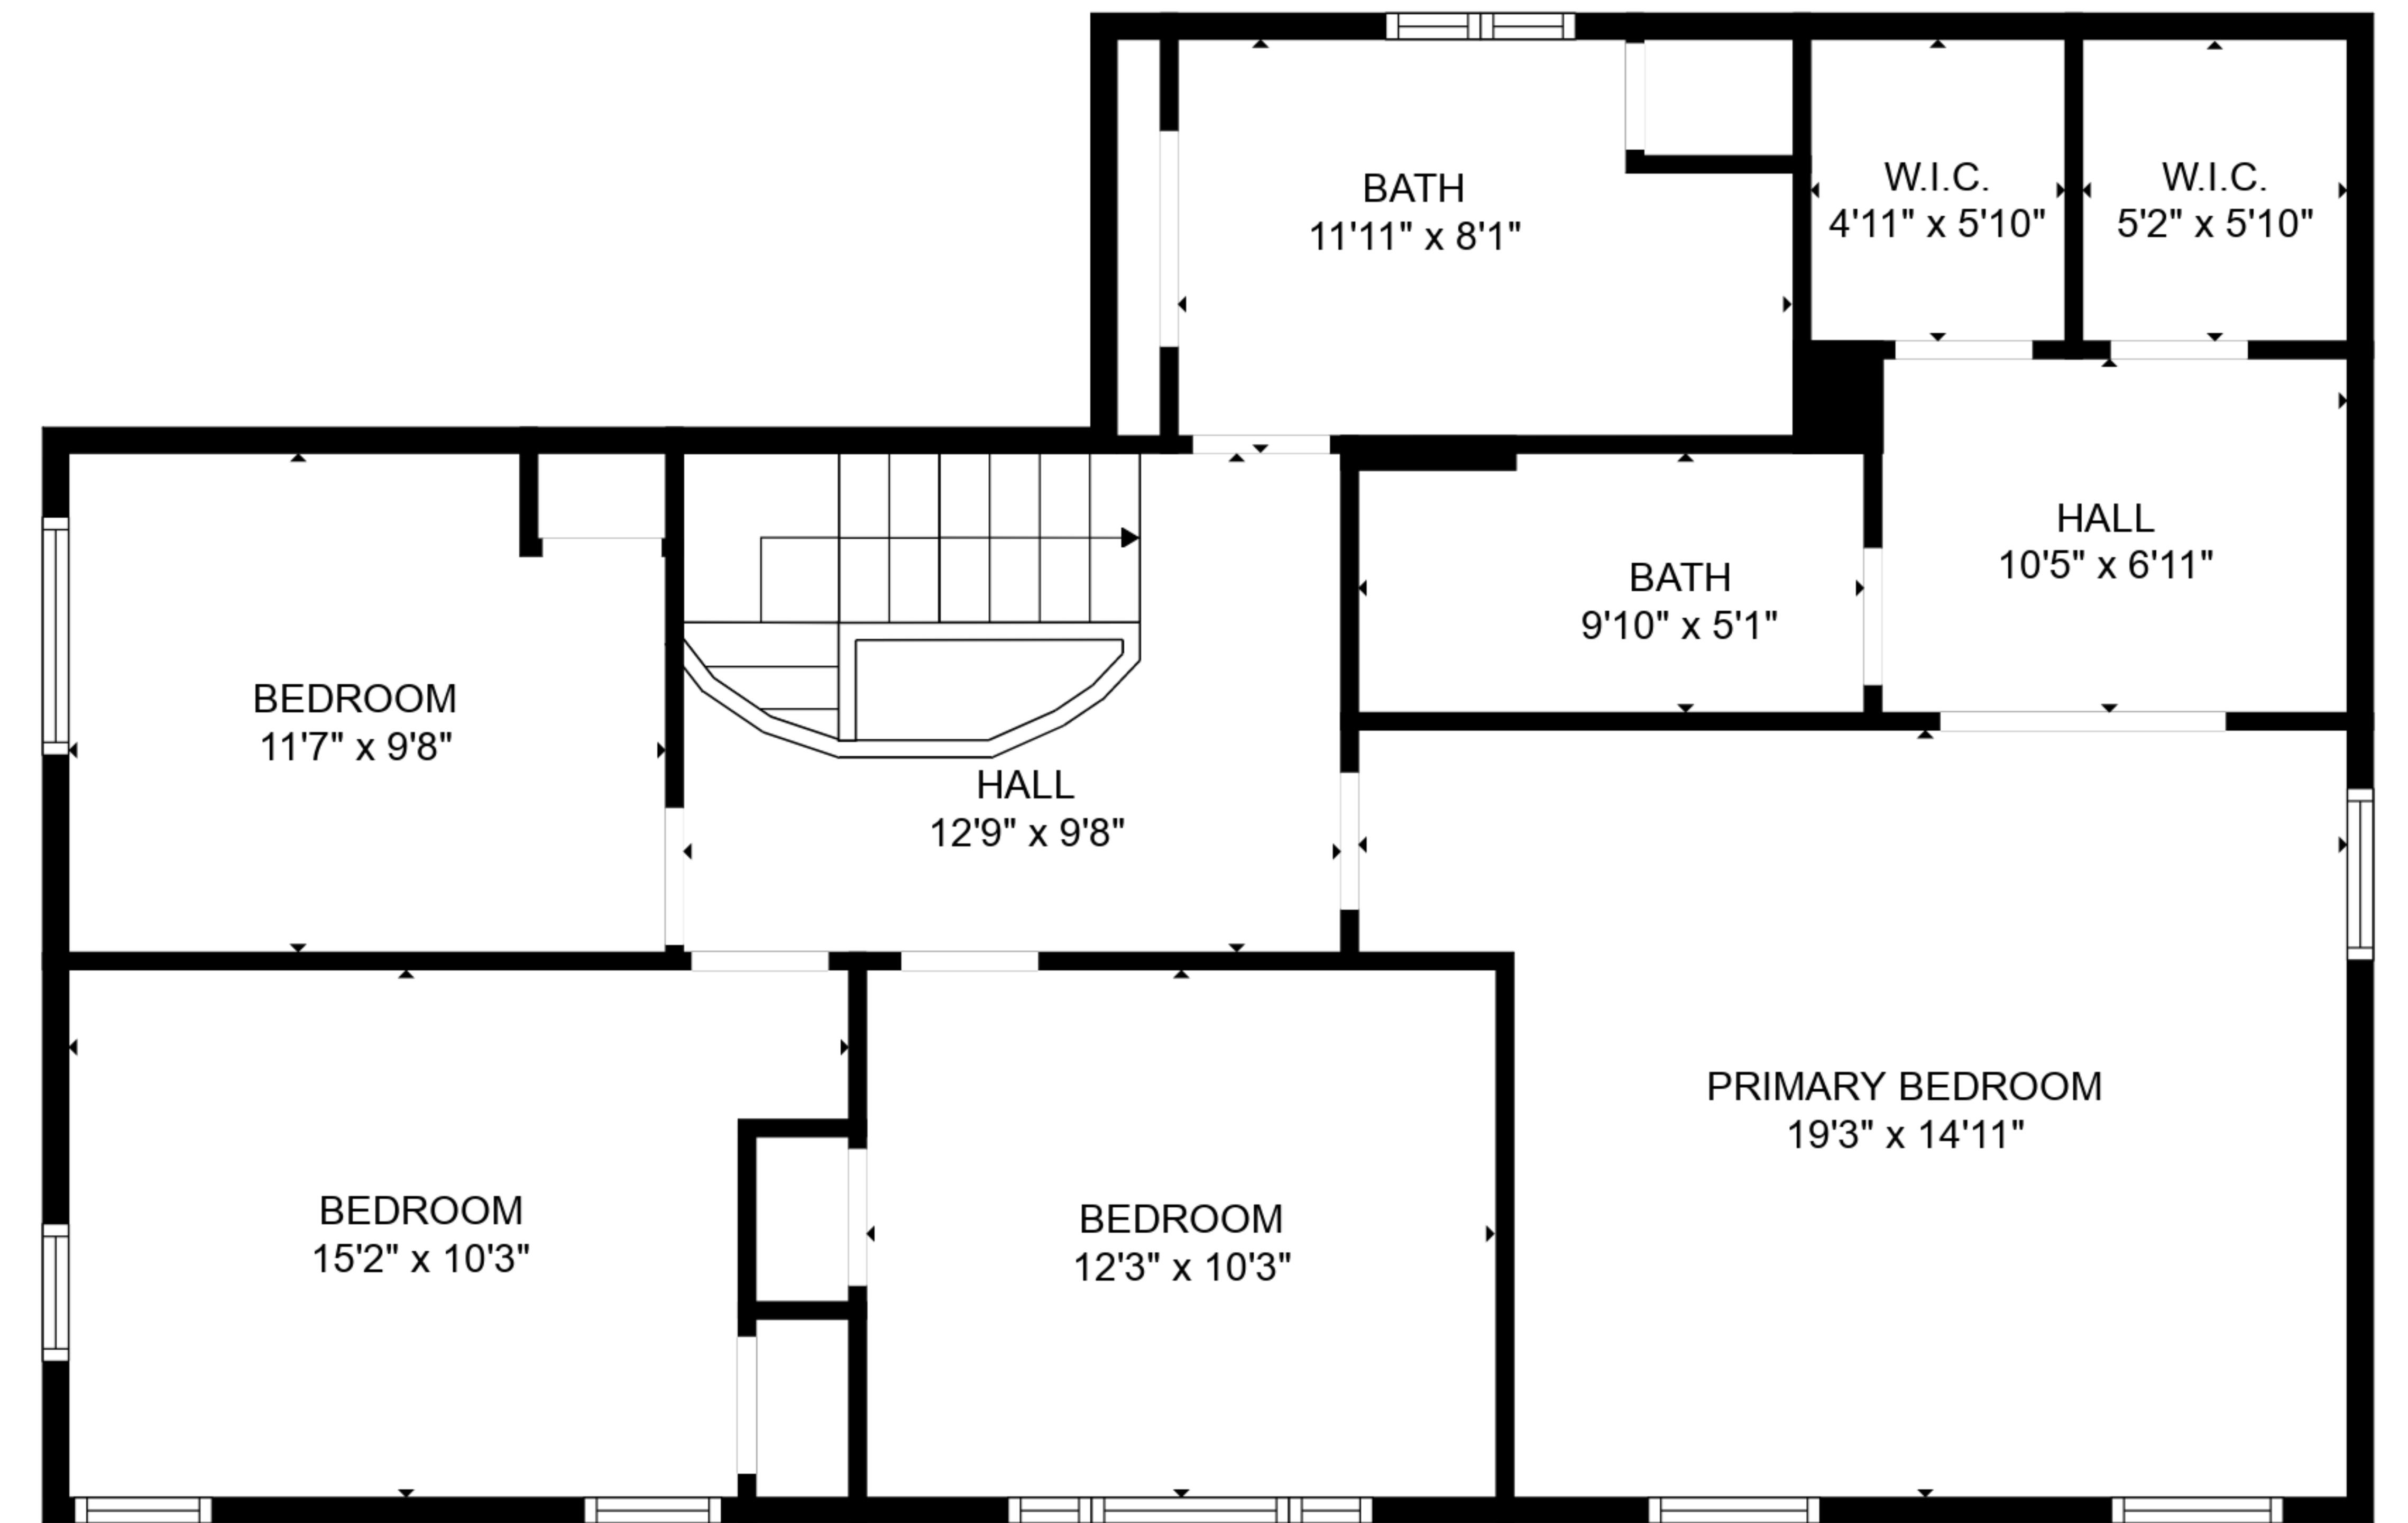 BATH
11'11" x 8'1"
W.I.C.
4'11" x 5'10"
W.I.C.
5'2" x 5'10"
HALL
10'5" x 6'11"
BATH
9'10" x 5'1"
BEDROOM
11'7" x 9'8"
HALL
12'9" x 9'8"
PRIMARY BEDROOM
19'3" x 14'11"
BEDROOM
15'2" x 10'3"
BEDROOM
12'3" x 10'3"